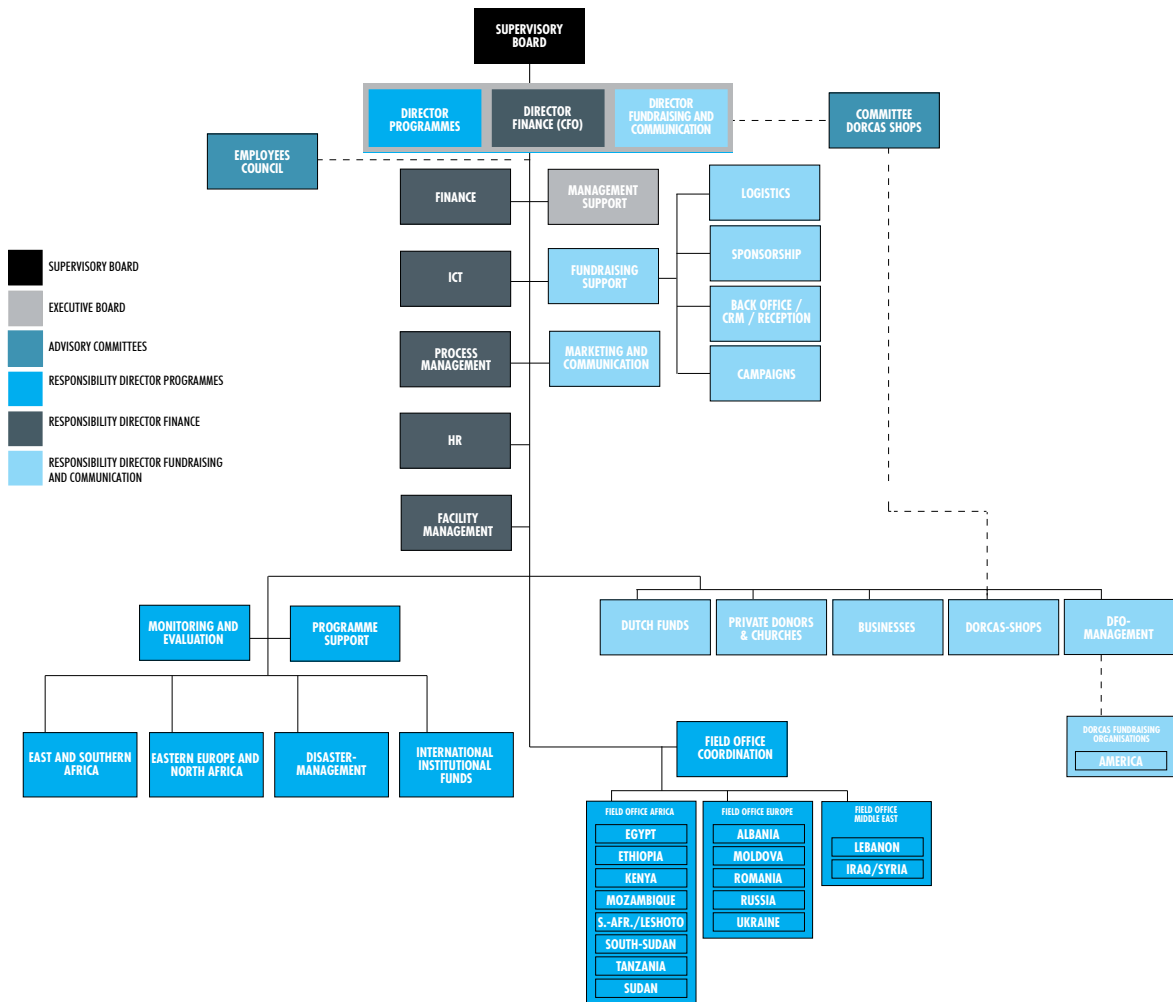 SUPERVISORY
BOARD
DIRECTOR
PROGRAMMES
DIRECTOR
FINANCE (CFO)
DIRECTOR
FUNDRAISING AND
COMMUNICATION
COMMITTEE
DORCAS SHOPS
EMPLOYEES
COUNCIL
FINANCE
MANAGEMENT
SUPPORT
LOGISTICS
ICT
FUNDRAISING
SUPPORT
SPONSORSHIP
BACK OFFICE /
CRM / RECEPTION
PROCESS
MANAGEMENT
MARKETING AND
COMMUNICATION
CAMPAIGNS
HR
FACILITY
MANAGEMENT
SUPERVISORY BOARD
EXECUTIVE BOARD
ADVISORY COMMITTEES
RESPONSIBILITY DIRECTOR PROGRAMMES
RESPONSIBILITY DIRECTOR FINANCE
RESPONSIBILITY DIRECTOR FUNDRAISING
AND COMMUNICATION
MONITORING AND
EVALUATION
PROGRAMME
SUPPORT
DUTCH FUNDS
PRIVATE DONORS
& CHURCHES
BUSINESSES
DORCAS-SHOPS
DFO-
MANAGEMENT
EAST AND SOUTHERN
AFRICA
EASTERN EUROPE AND
NORTH AFRICA
DISASTER-
MANAGEMENT
INTERNATIONAL
INSTITUTIONAL
FUNDS
FIELD OFFICE
COORDINATION
DORCAS FUNDRAISING
ORGANISATIONS
AMERICA
FIELD OFFICE AFRICA
EGYPT
ETHIOPIA
KENYA
MOZAMBIQUE
S.-AFR./LESHOTO
SOUTH-SUDAN
TANZANIA
SUDAN
FIELD OFFICE EUROPE
ALBANIA
MOLDOVA
ROMANIA
RUSSIA
UKRAINE
FIELD OFFICE
MIDDLE EAST
LEBANON
IRAQ/SYRIA